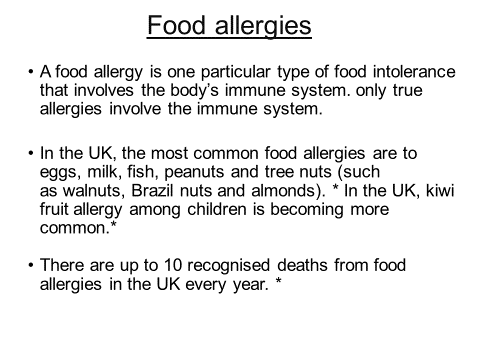 Food allergies
• A food allergy is one particular type of food intolerance
that involves the body’s immune system. only true
allergies involve the immune system.
• In the UK, the most common food allergies are to
eggs, milk, fish, peanuts and tree nuts (such
as walnuts, Brazil nuts and almonds). * In the UK, kiwi
fruit allergy among children is becoming more
common.*
• There are up to 10 recognised deaths from food
allergies in the UK every year. *